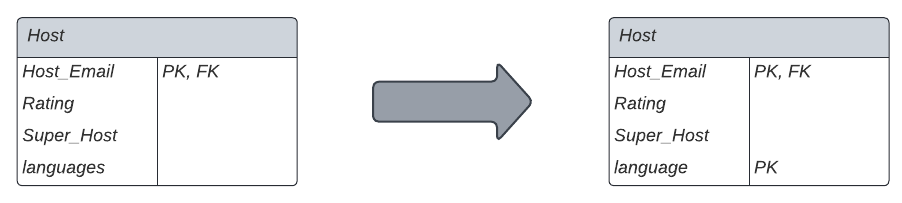 Host
Host_Email PK, FK
Rating
Super_Host
languages
Host
Host_Email PK, FK
Rating
Super_Host
language PK